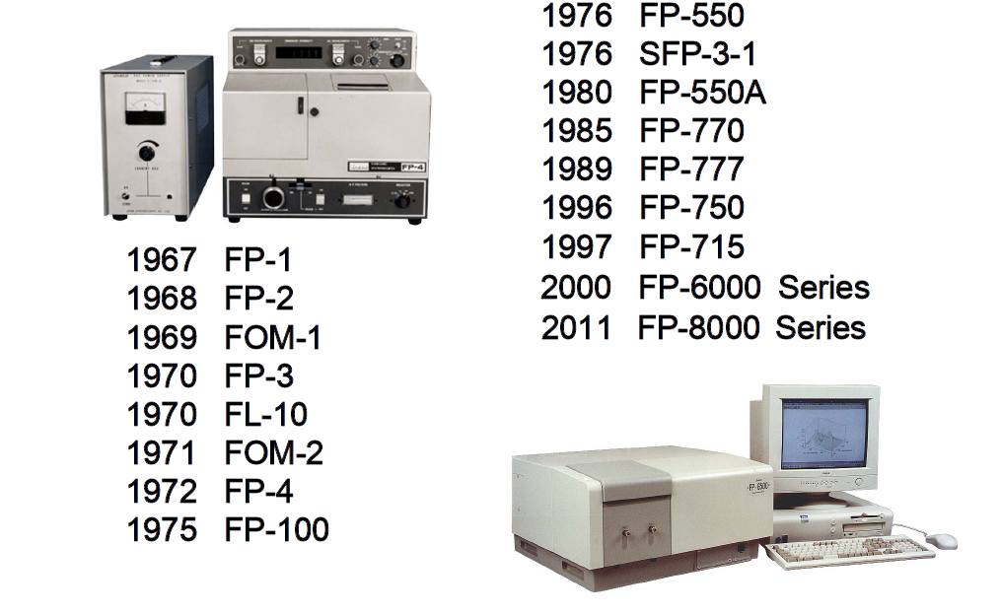 FP-4
1967 FP-1
1968 FP-2
1969 FOM-1
1970 FP-3
1970 FL-10
1971 FOM-2
1972 FP-4
1975 FP-100
1976 FP-550
1976 SFP-3-1
1980 FP-550A
1985 FP-770
1989 FP-777
1996 FP-750
1997 FP-715
2000 FP-6000 Series
2011 FP-8000 Series
FP-6500